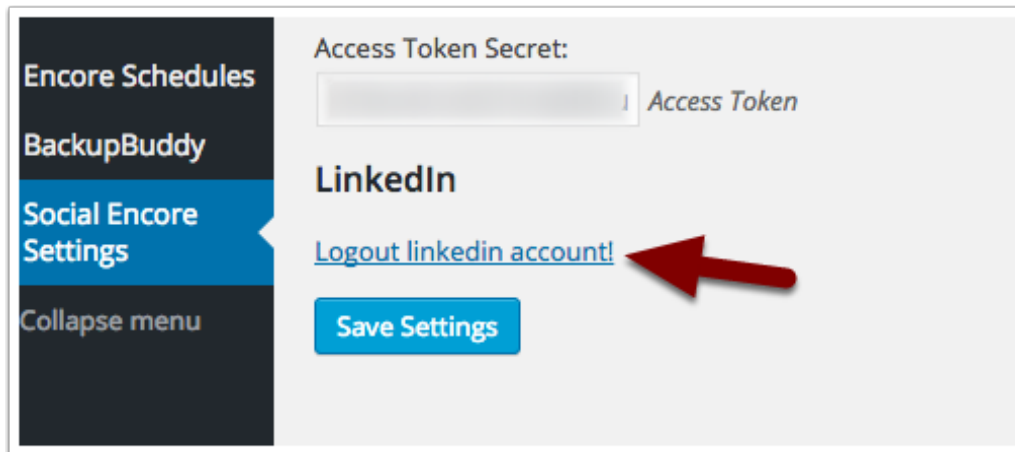 Encore Schedules
BackupBuddy
Social Encore
Settings
Collapse menu
Access Token Secret:
Access Token
LinkedIn
Logout linkedin account!
Save Settings